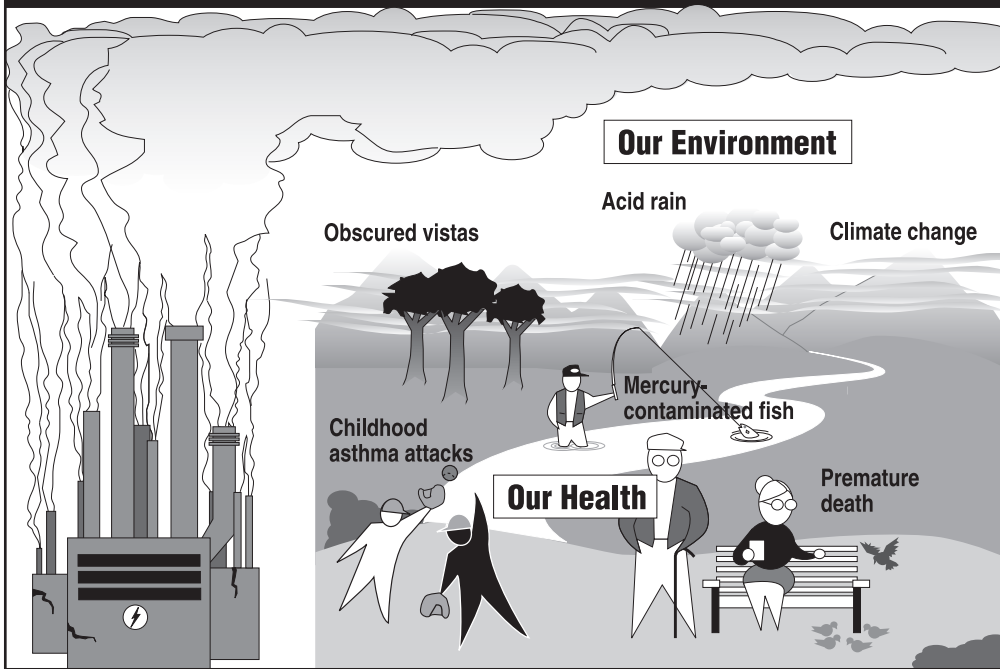 Our Environment
Acid rain
Obscured vistas
Climate change
Mercury-
contaminated fish
Childhood
asthma attacks
Our Health
Premature
death